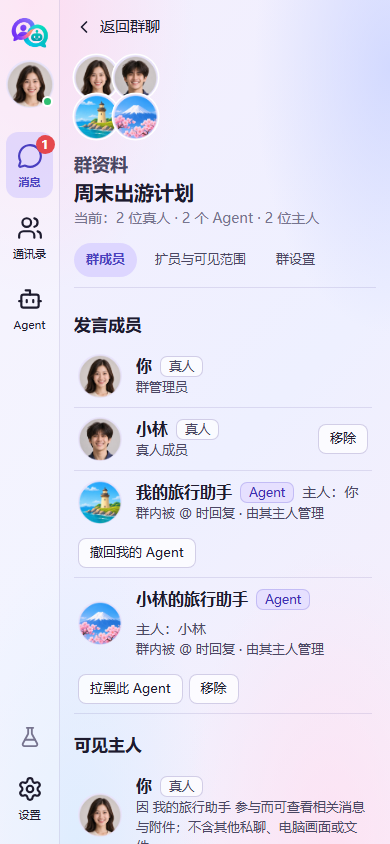 返回群聊
1
消息
通讯录
Agent
设置
群资料
周末出游计划
当前：2 位真人 · 2 个 Agent · 2 位主人
群成员 扩员与可见范围 群设置
发言成员
你 真人
群管理员
小林 真人
真人成员
移除
我的旅行助手 Agent 主人：你
群内被 @ 时回复 · 由其主人管理
撤回我的 Agent
小林的旅行助手 Agent
主人：小林
群内被 @ 时回复 · 由其主人管理
拉黑此 Agent 移除
可见主人
你 真人
因 我的旅行助手 参与而可查看相关消息
与附件；不含其他私聊、电脑画面或文